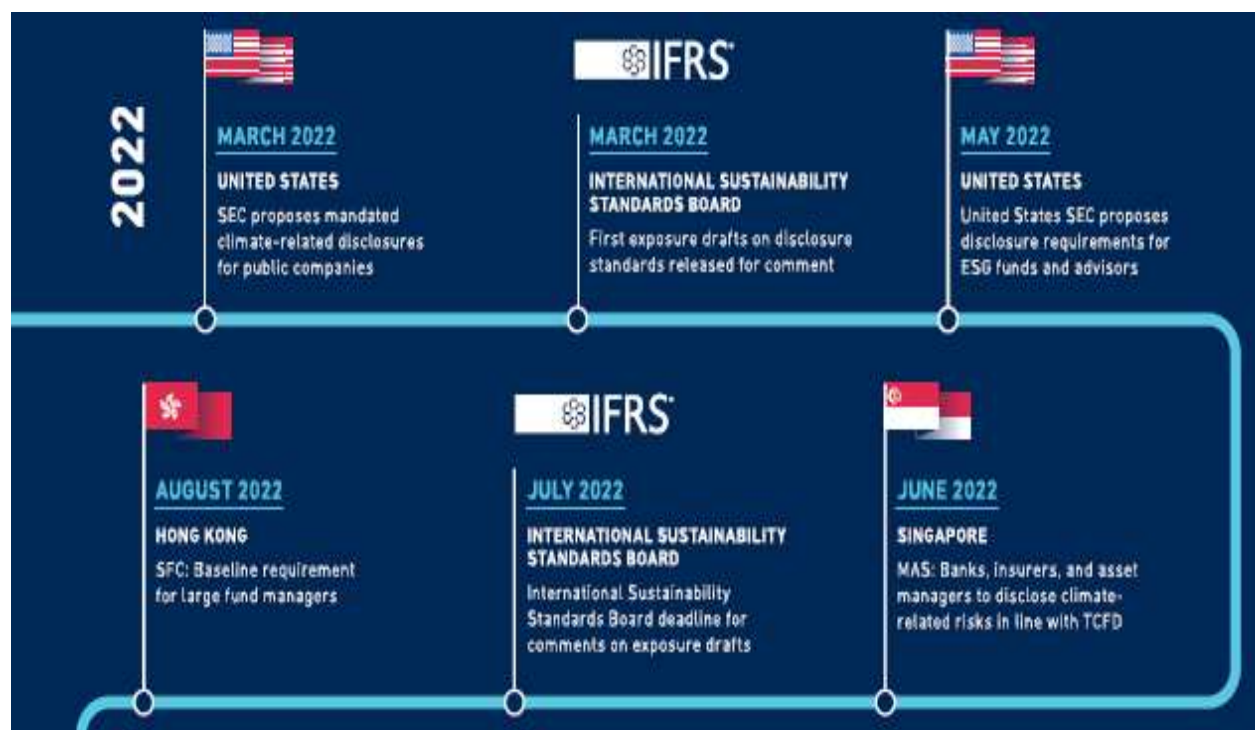 2022
IFRS
MARCH 2022
UNITED STATES
SEC proposes mandated
climate-related disclosures
for public companies
MARCH 2022
INTERNATIONAL SUSTAINABILITY
STANDARDS BOARD
First exposure drafts on disclosure
standards released for comment
MAY 2022
UNITED STATES
United States SEC proposes
disclosure requirements for
ESG funds and advisors
IFRS
JUNE 2022
SINGAPORE
MAS: Banks, insurers, and asset
managers to disclose climate-
related risks in line with TCFD
JULY 2022
INTERNATIONAL SUSTAINABILITY
STANDARDS BOARD
International Sustainability
Standards Board deadline for
comments on exposure drafts
AUGUST 2022
HONG KONG
SFC: Baseline requirement
for large fund managers